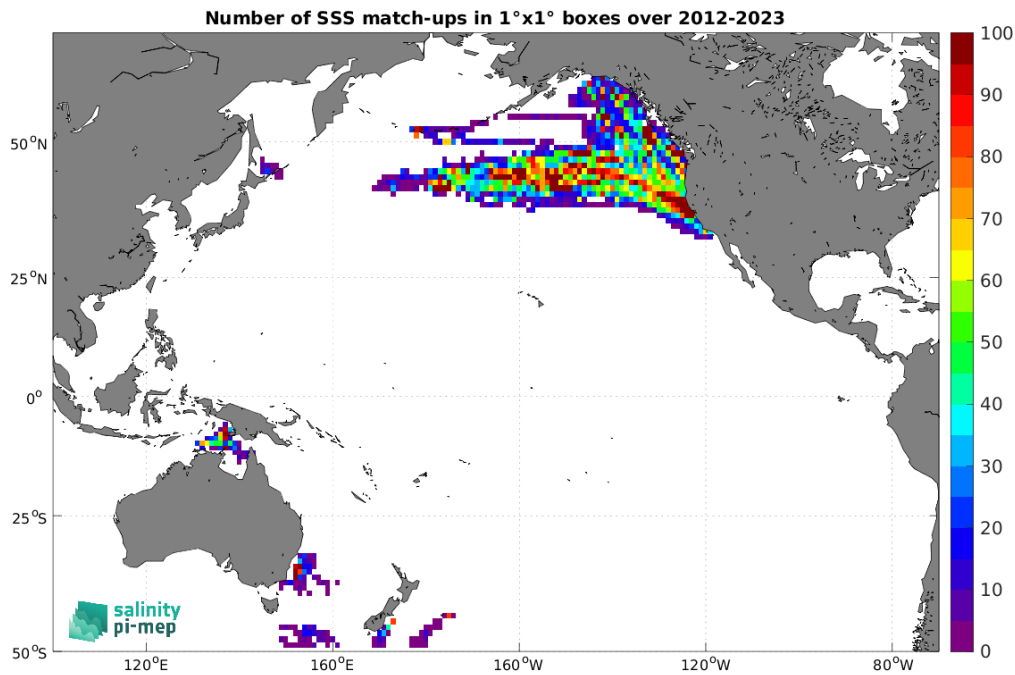 Number of SSS match-ups in 1°x1° boxes over 2012-2023
100
90
80
70
60
50
40
30
20
10
0
50°N
25°N
0°
25°S
50°S
salinity
pi-mep
120°E
160°E
160°W
120°W
80°W